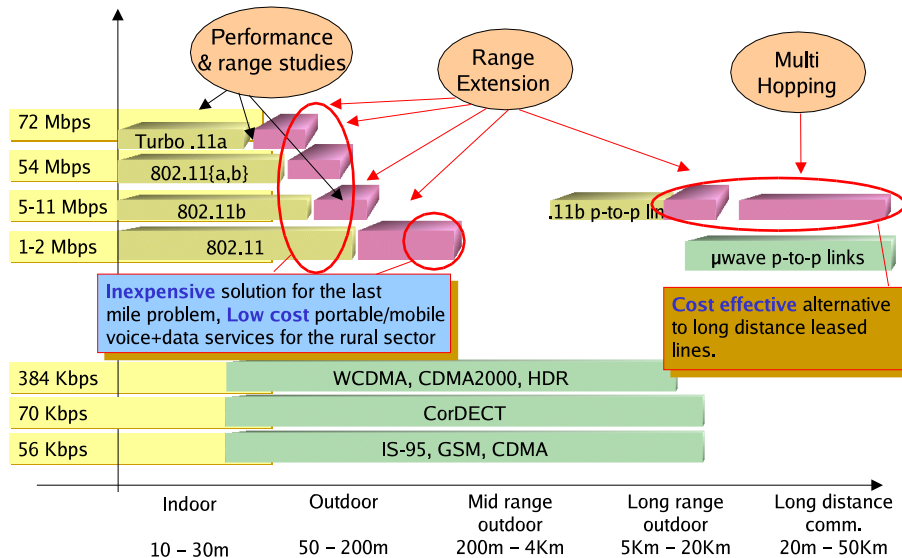 Performance
& range studies
Range
Extension
Multi
Hopping
72 Mbps
Turbo .11a
54 Mbps
802.11{a,b}
5-11 Mbps
802.11b
.11b p-to-p lin
1-2 Mbps
802.11
µwave p-to-p links
Inexpensive solution for the last
mile problem, Low cost portable/mobile
voice+data services for the rural sector
Cost effective alternative
to long distance leased
lines.
384 Kbps
WCDMA, CDMA2000, HDR
70 Kbps
CorDECT
56 Kbps
IS-95, GSM, CDMA
Indoor
10 – 30m
Outdoor
50 – 200m
Mid range
outdoor
200m – 4Km
Long range
outdoor
5Km – 20Km
Long distance
comm.
20m – 50Km